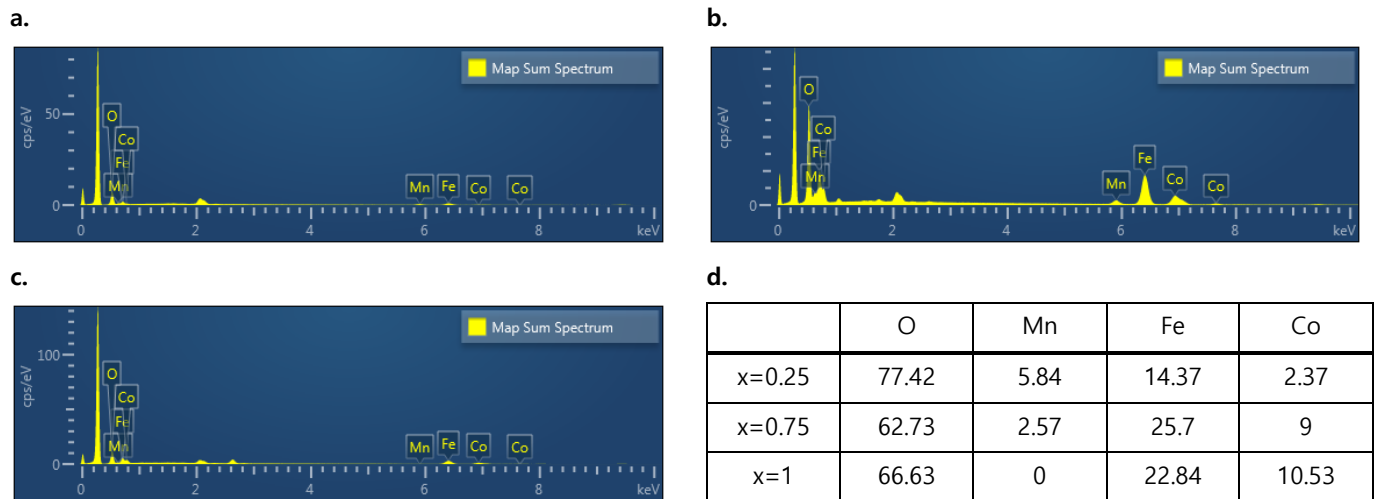 a.
Map Sum Spectrum
cps/eV
50
0
O
Co
Fe
Mn
Mn Fe Co Co
0 2 4 6 8 keV
b.
Map Sum Spectrum
cps/eV
0
O
Co
Fe
Mn
Mn Fe Co Co
0 2 4 6 8 keV
c.
Map Sum Spectrum
cps/eV
100
0
O
Co
Fe
Mn
Mn Fe Co Co
0 2 4 6 8 keV
d.
O Mn Fe Co
x=0.25 77.42 5.84 14.37 2.37
x=0.75 62.73 2.57 25.7 9
x=1 66.63 0 22.84 10.53